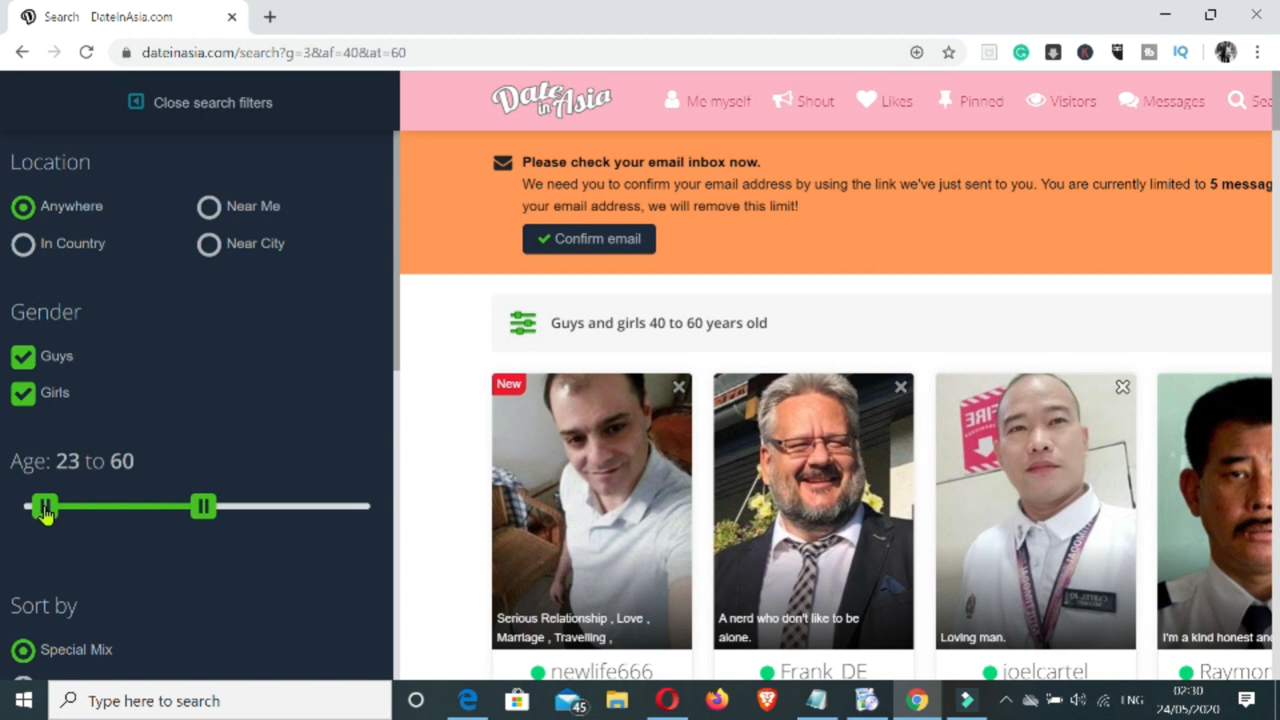 Search DateInAsia.com
dateinasia.com/search?g=3&af=40&at=60
IQ
Close search filters
Date in Asia
Me myself
Shout
Likes
Pinned
Visitors
Messages
Sea
Location
Anywhere
Near Me
In Country
Near City
Please check your email inbox now.
We need you to confirm your email address by using the link we've just sent to you. You are currently limited to 5 messag
your email address, we will remove this limit!
Confirm email
Gender
Guys
Girls
Guys and girls 40 to 60 years old
Age: 23 to 60
New
FIRE
Serious Relationship , Love ,
Marriage , Travelling ,
A nerd who don't like to be
alone.
Loving man.
I'm a kind honest and
newlife666
Frank_DE
joelcartel
Raymon
Sort by
Special Mix
Type here to search
45
ENG
02:30
24/05/2020